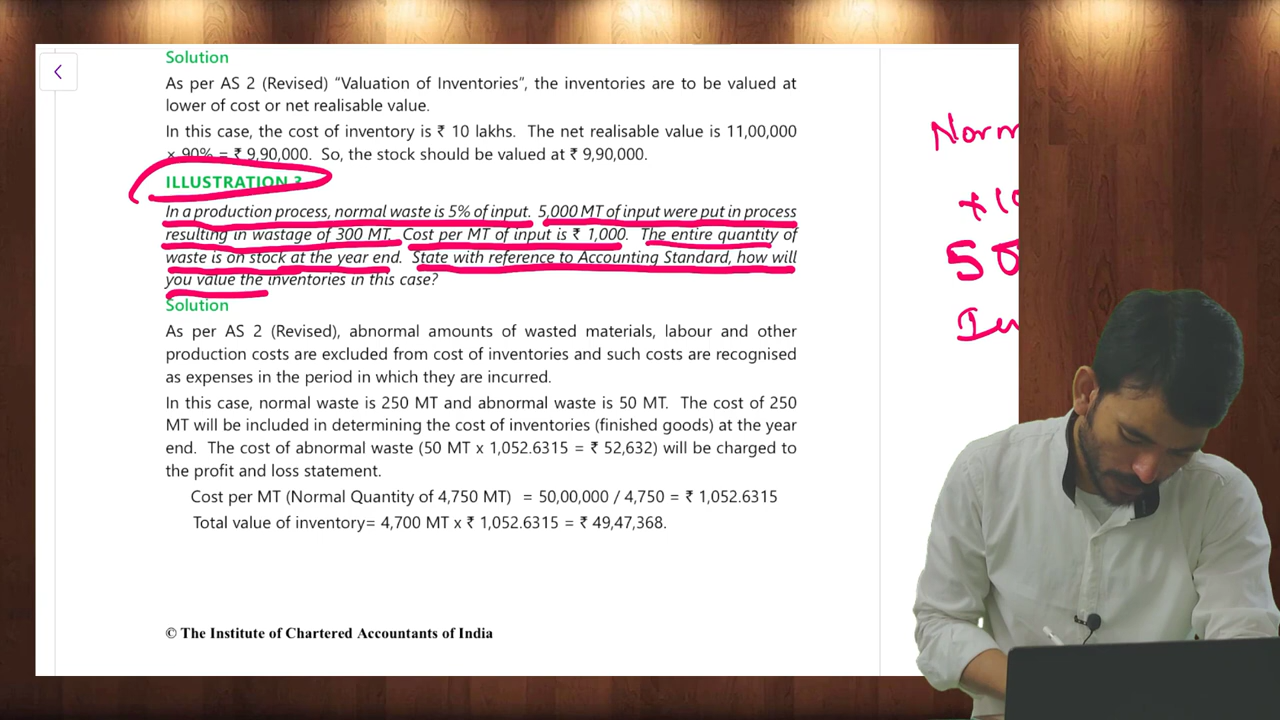 Solution
As per AS 2 (Revised) “Valuation of Inventories”, the inventories are to be valued at
lower of cost or net realisable value.
In this case, the cost of inventory is ₹ 10 lakhs. The net realisable value is 11,00,000
× 90% = ₹ 9,90,000. So, the stock should be valued at ₹ 9,90,000.
ILLUSTRATION
In a production process, normal waste is 5% of input. 5,000 MT of input were put in process
resulting in wastage of 300 MT. Cost per MT of input is ₹ 1,000. The entire quantity of
waste is on stock at the year end. State with reference to Accounting Standard, how will
you value the inventories in this case?
Solution
As per AS 2 (Revised), abnormal amounts of wasted materials, labour and other
production costs are excluded from cost of inventories and such costs are recognised
as expenses in the period in which they are incurred.
In this case, normal waste is 250 MT and abnormal waste is 50 MT. The cost of 250
MT will be included in determining the cost of inventories (finished goods) at the year
end. The cost of abnormal waste (50 MT x 1,052.6315 = ₹ 52,632) will be charged to
the profit and loss statement.
Cost per MT (Normal Quantity of 4,750 MT) = 50,00,000 / 4,750 = ₹ 1,052.6315
Total value of inventory= 4,700 MT x ₹ 1,052.6315 = ₹ 49,47,368.
© The Institute of Chartered Accountants of India
Norm